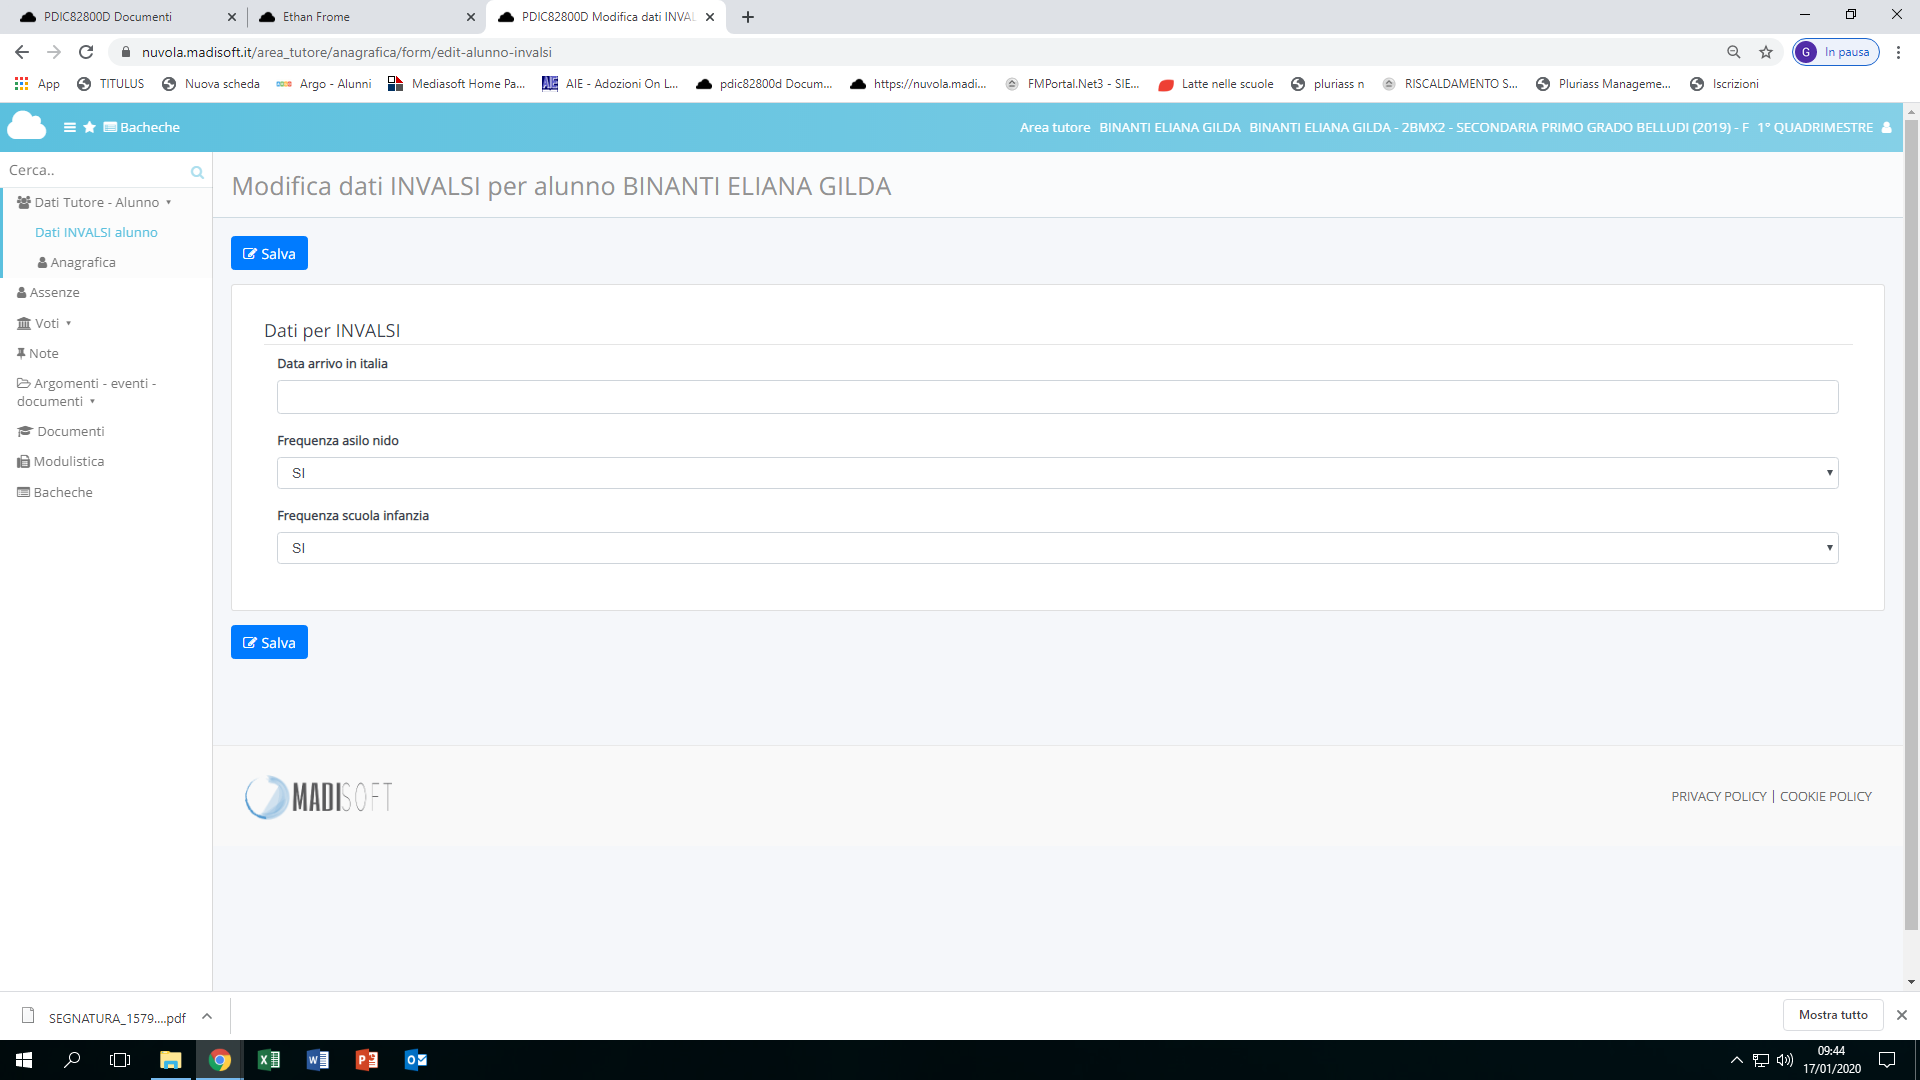 PDIC82800D Documenti
Ethan Frome
PDIC82800D Modifica dati INVAL
nuvola.madisoft.it/area_tutore/anagrafica/form/edit-alunno-invalsi
G In pausa
App
TITULUS
Nuova scheda
Argo - Alunni
Mediasoft Home Pa...
AIE - Adozioni On L...
pdic82800d Docum...
https://nuvola.madi...
FMPortal.Net3 - SIE...
Latte nelle scuole
pluriass n
RISCALDAMENTO S...
Pluriass Manageme...
Iscrizioni
Bacheche
Area tutore BINANTI ELIANA GILDA BINANTI ELIANA GILDA - 2BMX2 - SECONDARIA PRIMO GRADO BELLUDI (2019) - F 1° QUADRIMESTRE
Cerca..
Dati Tutore - Alunno
Dati INVALSI alunno
Anagrafica
Assenze
Voti
Note
Argomenti - eventi -
documenti
Documenti
Modulistica
Bacheche
Modifica dati INVALSI per alunno BINANTI ELIANA GILDA
Salva
Dati per INVALSI
Data arrivo in italia
Frequenza asilo nido
SI
Frequenza scuola infanzia
SI
Salva
MADISOFT
PRIVACY POLICY | COOKIE POLICY
SEGNATURA_1579....pdf
Mostra tutto
09:44
17/01/2020